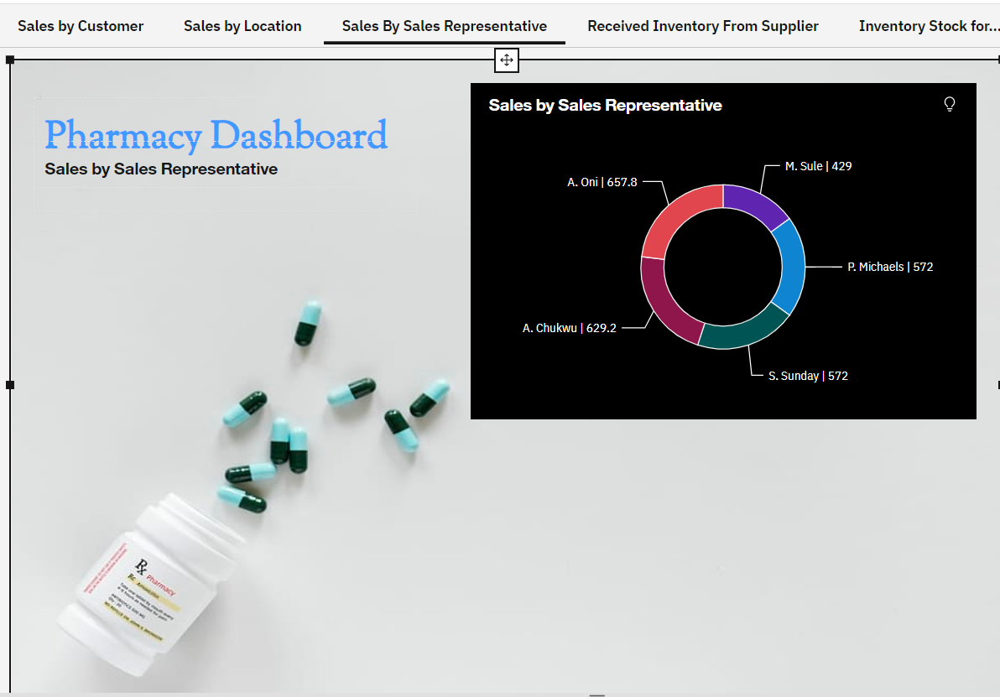 Sales by Customer
Sales by Location
Sales By Sales Representative
Received Inventory From Supplier
Inventory Stock for...
Pharmacy Dashboard
Sales by Sales Representative
Sales by Sales Representative
M. Sule | 429
A. Oni | 657.8
P. Michaels | 572
A. Chukwu | 629.2
S. Sunday | 572
Rx Pharmacy